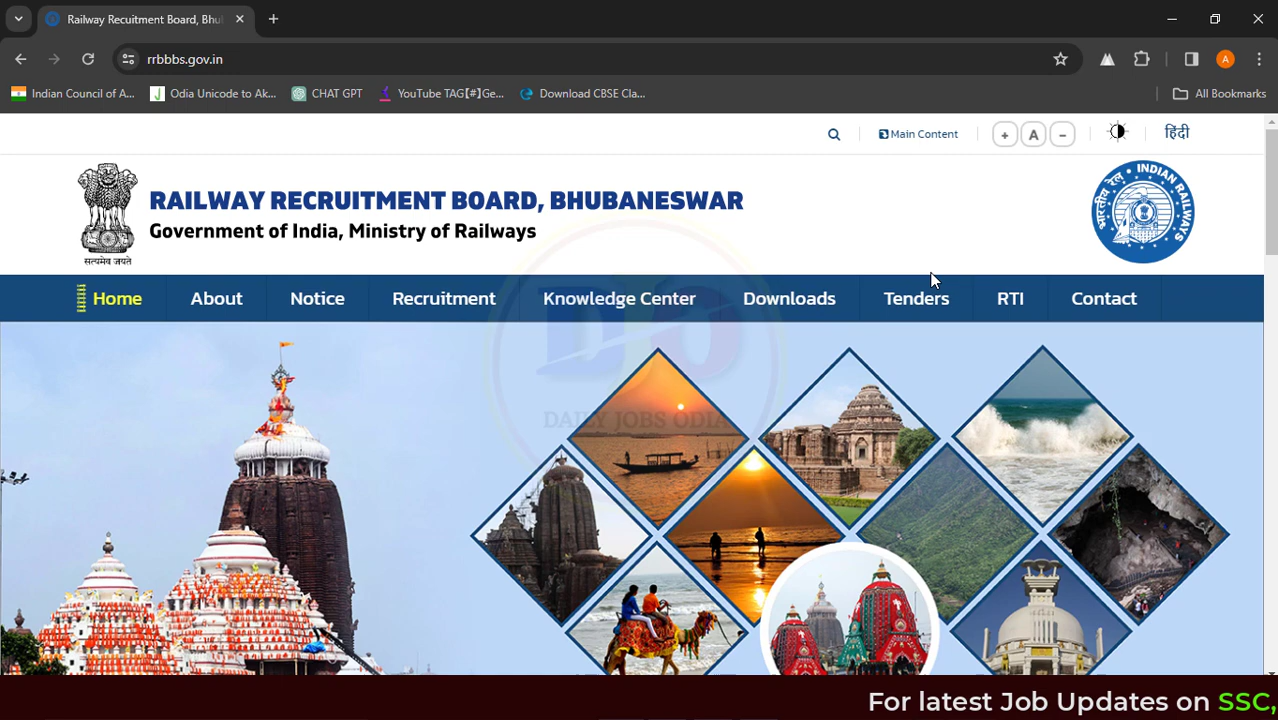 Railway Recuitment Board, Bhu
rrbbbs.gov.in
A
Indian Council of A...
Odia Unicode to Ak...
CHAT GPT
YouTube TAG【#】Ge...
Download CBSE Cla...
All Bookmarks
Main Content
+ A -
हिंदी
RAILWAY RECRUITMENT BOARD, BHUBANESWAR
Government of India, Ministry of Railways
सत्यमेव जयते
भारतीय रेल • INDIAN RAILWAYS
Home
About
Notice
Recruitment
Knowledge Center
Downloads
Tenders
RTI
Contact
DJO
DAILY JOBS ODIA
For latest Job Updates on SSC,